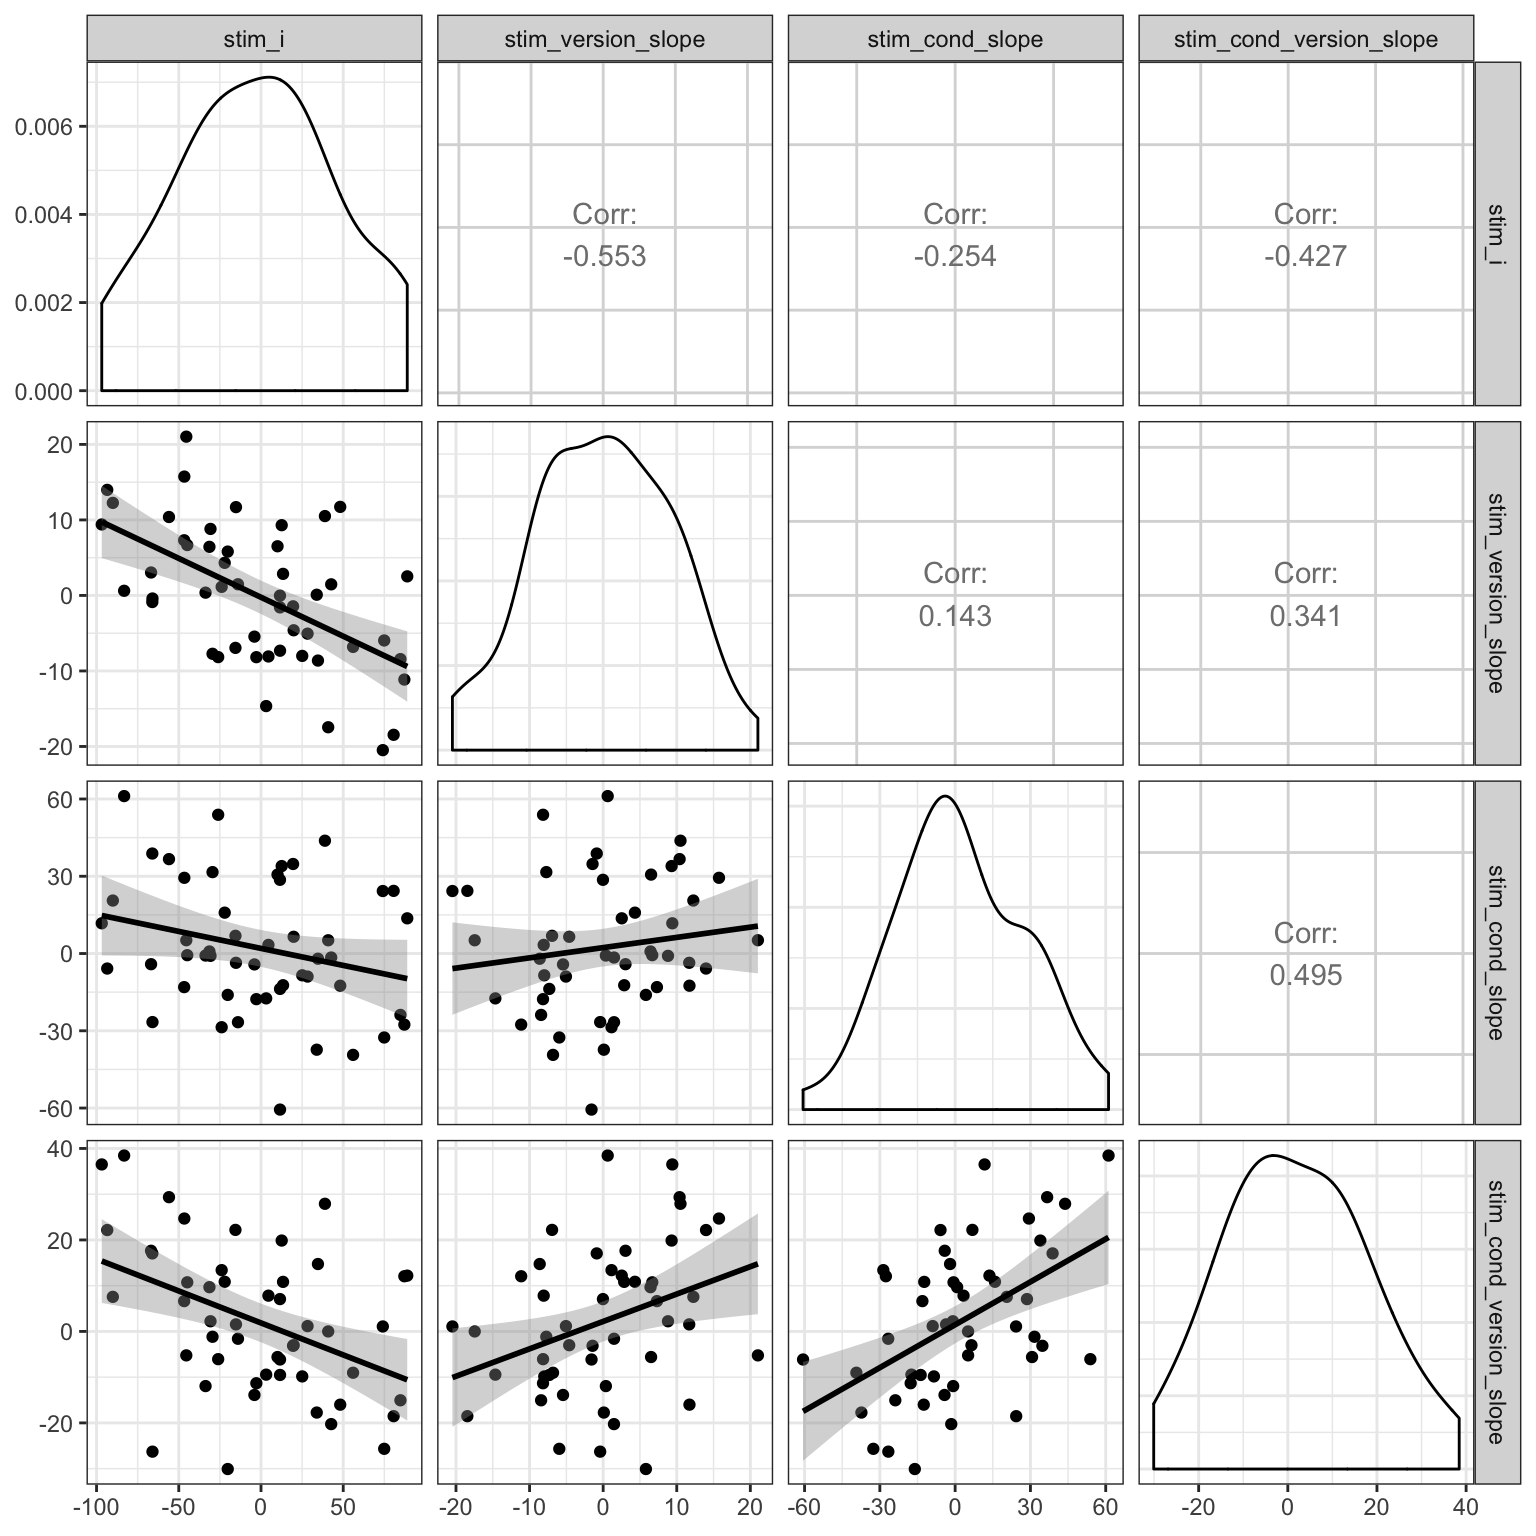 stim_i stim_version_slope stim_cond_slope stim_cond_version_slope
0.006
0.004
0.002
0.000
Corr:
-0.553
Corr:
-0.254
Corr:
-0.427
stim_i
20
10
0
-10
-20
Corr:
0.143
Corr:
0.341
stim_version_slope
60
30
0
-30
-60
Corr:
0.495
stim_cond_slope
40
20
0
-20
stim_cond_version_slope
-100 -50 0 50 -20 -10 0 10 20 -60 -30 0 30 60 -20 0 20 40